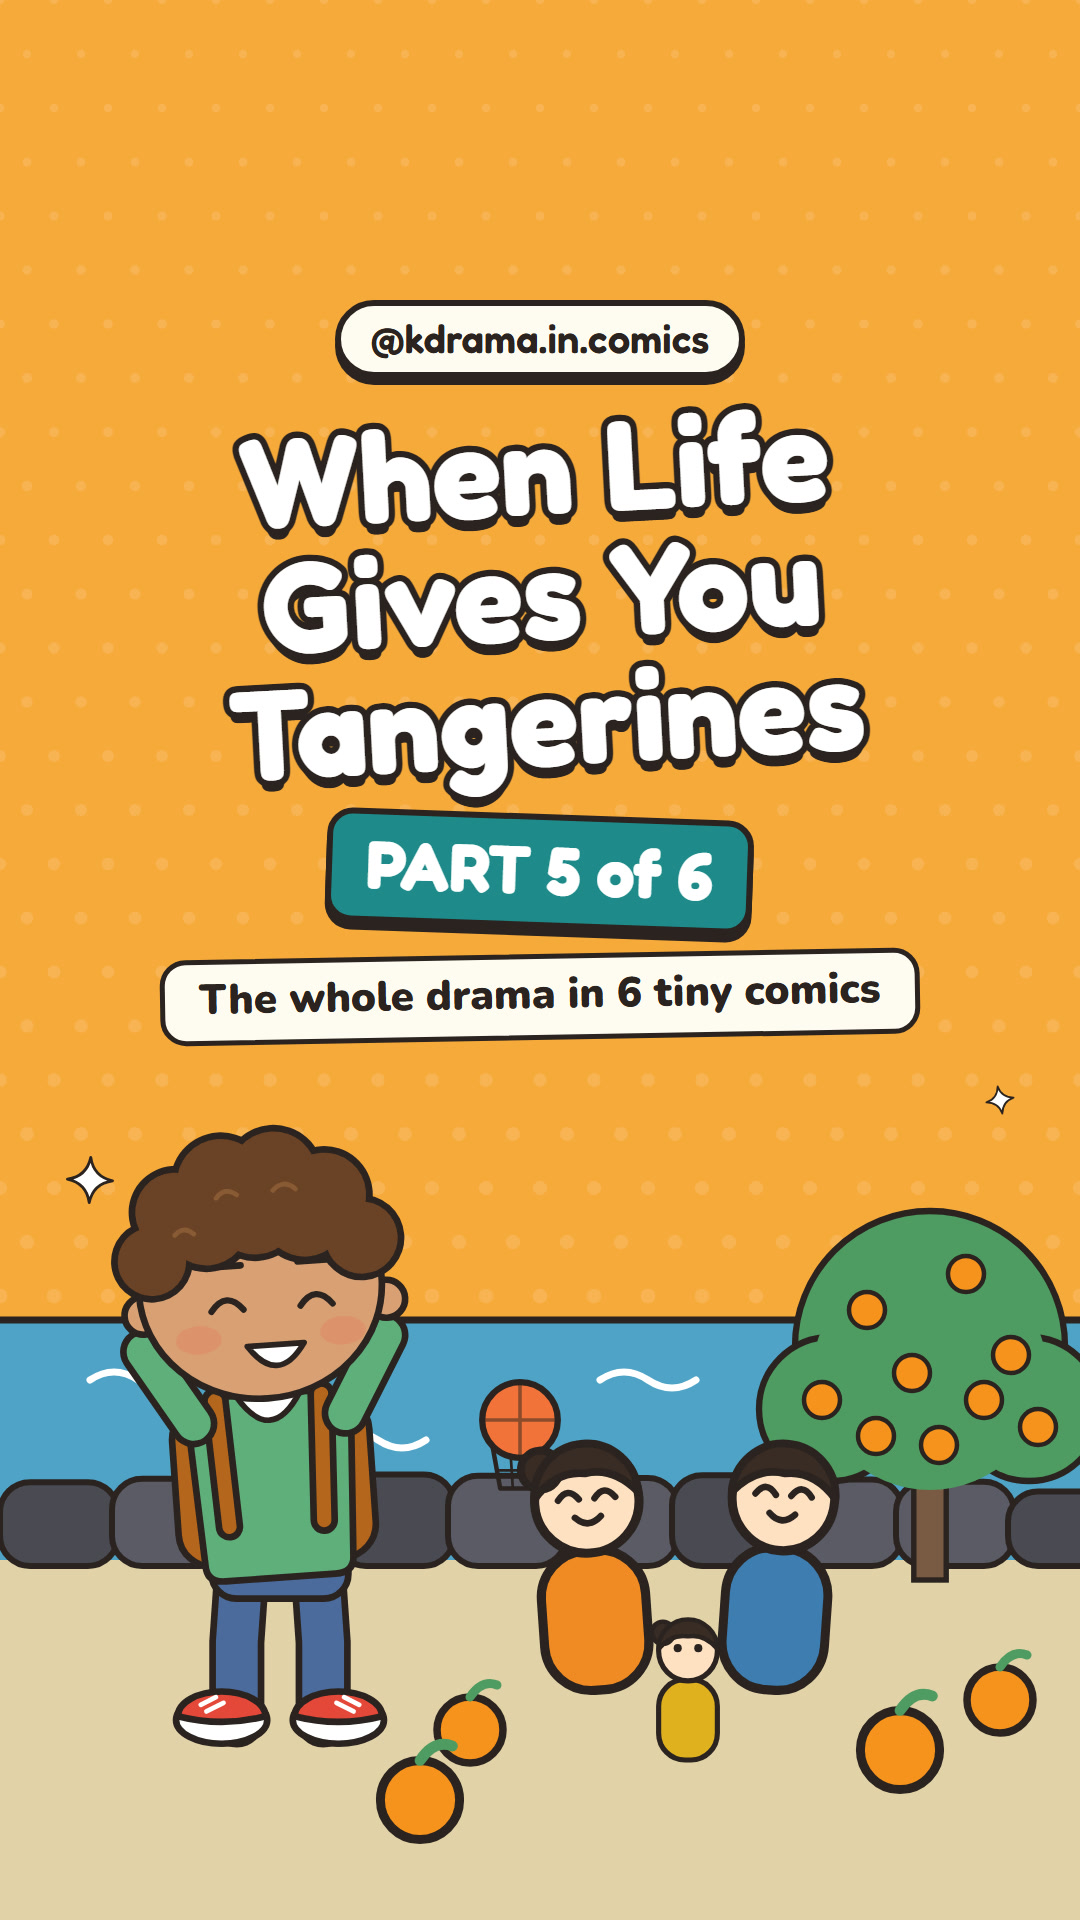 @kdrama.in.comics
When Life
Gives You
Tangerines
PART 5 of 6
The whole drama in 6 tiny comics